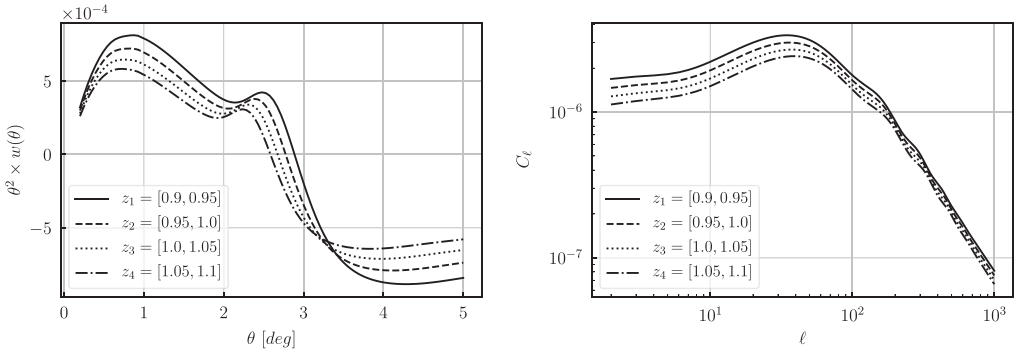 ×10⁻⁴
5
0
−5
θ² × w(θ)
z₁ = [0.9, 0.95]
z₂ = [0.95, 1.0]
z₃ = [1.0, 1.05]
z₄ = [1.05, 1.1]
0 1 2 3 4 5
θ [deg]
10⁻⁶
10⁻⁷
C_ℓ
z₁ = [0.9, 0.95]
z₂ = [0.95, 1.0]
z₃ = [1.0, 1.05]
z₄ = [1.05, 1.1]
10¹ 10² 10³
ℓ